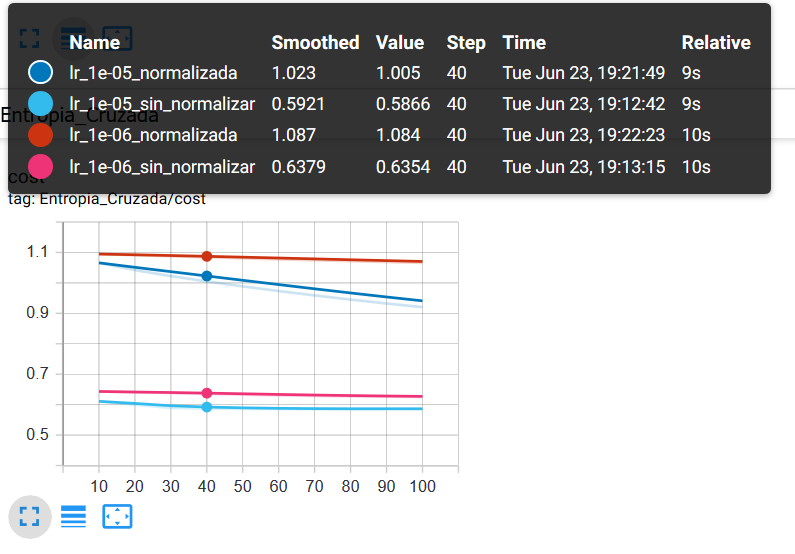 Name Smoothed Value Step Time Relative
lr_1e-05_normalizada 1.023 1.005 40 Tue Jun 23, 19:21:49 9s
lr_1e-05_sin_normalizar 0.5921 0.5866 40 Tue Jun 23, 19:12:42 9s
Entropia_Cruzada
lr_1e-06_normalizada 1.087 1.084 40 Tue Jun 23, 19:22:23 10s
lr_1e-06_sin_normalizar 0.6379 0.6354 40 Tue Jun 23, 19:13:15 10s
cost
tag: Entropia_Cruzada/cost
1.1
0.9
0.7
0.5
10 20 30 40 50 60 70 80 90 100